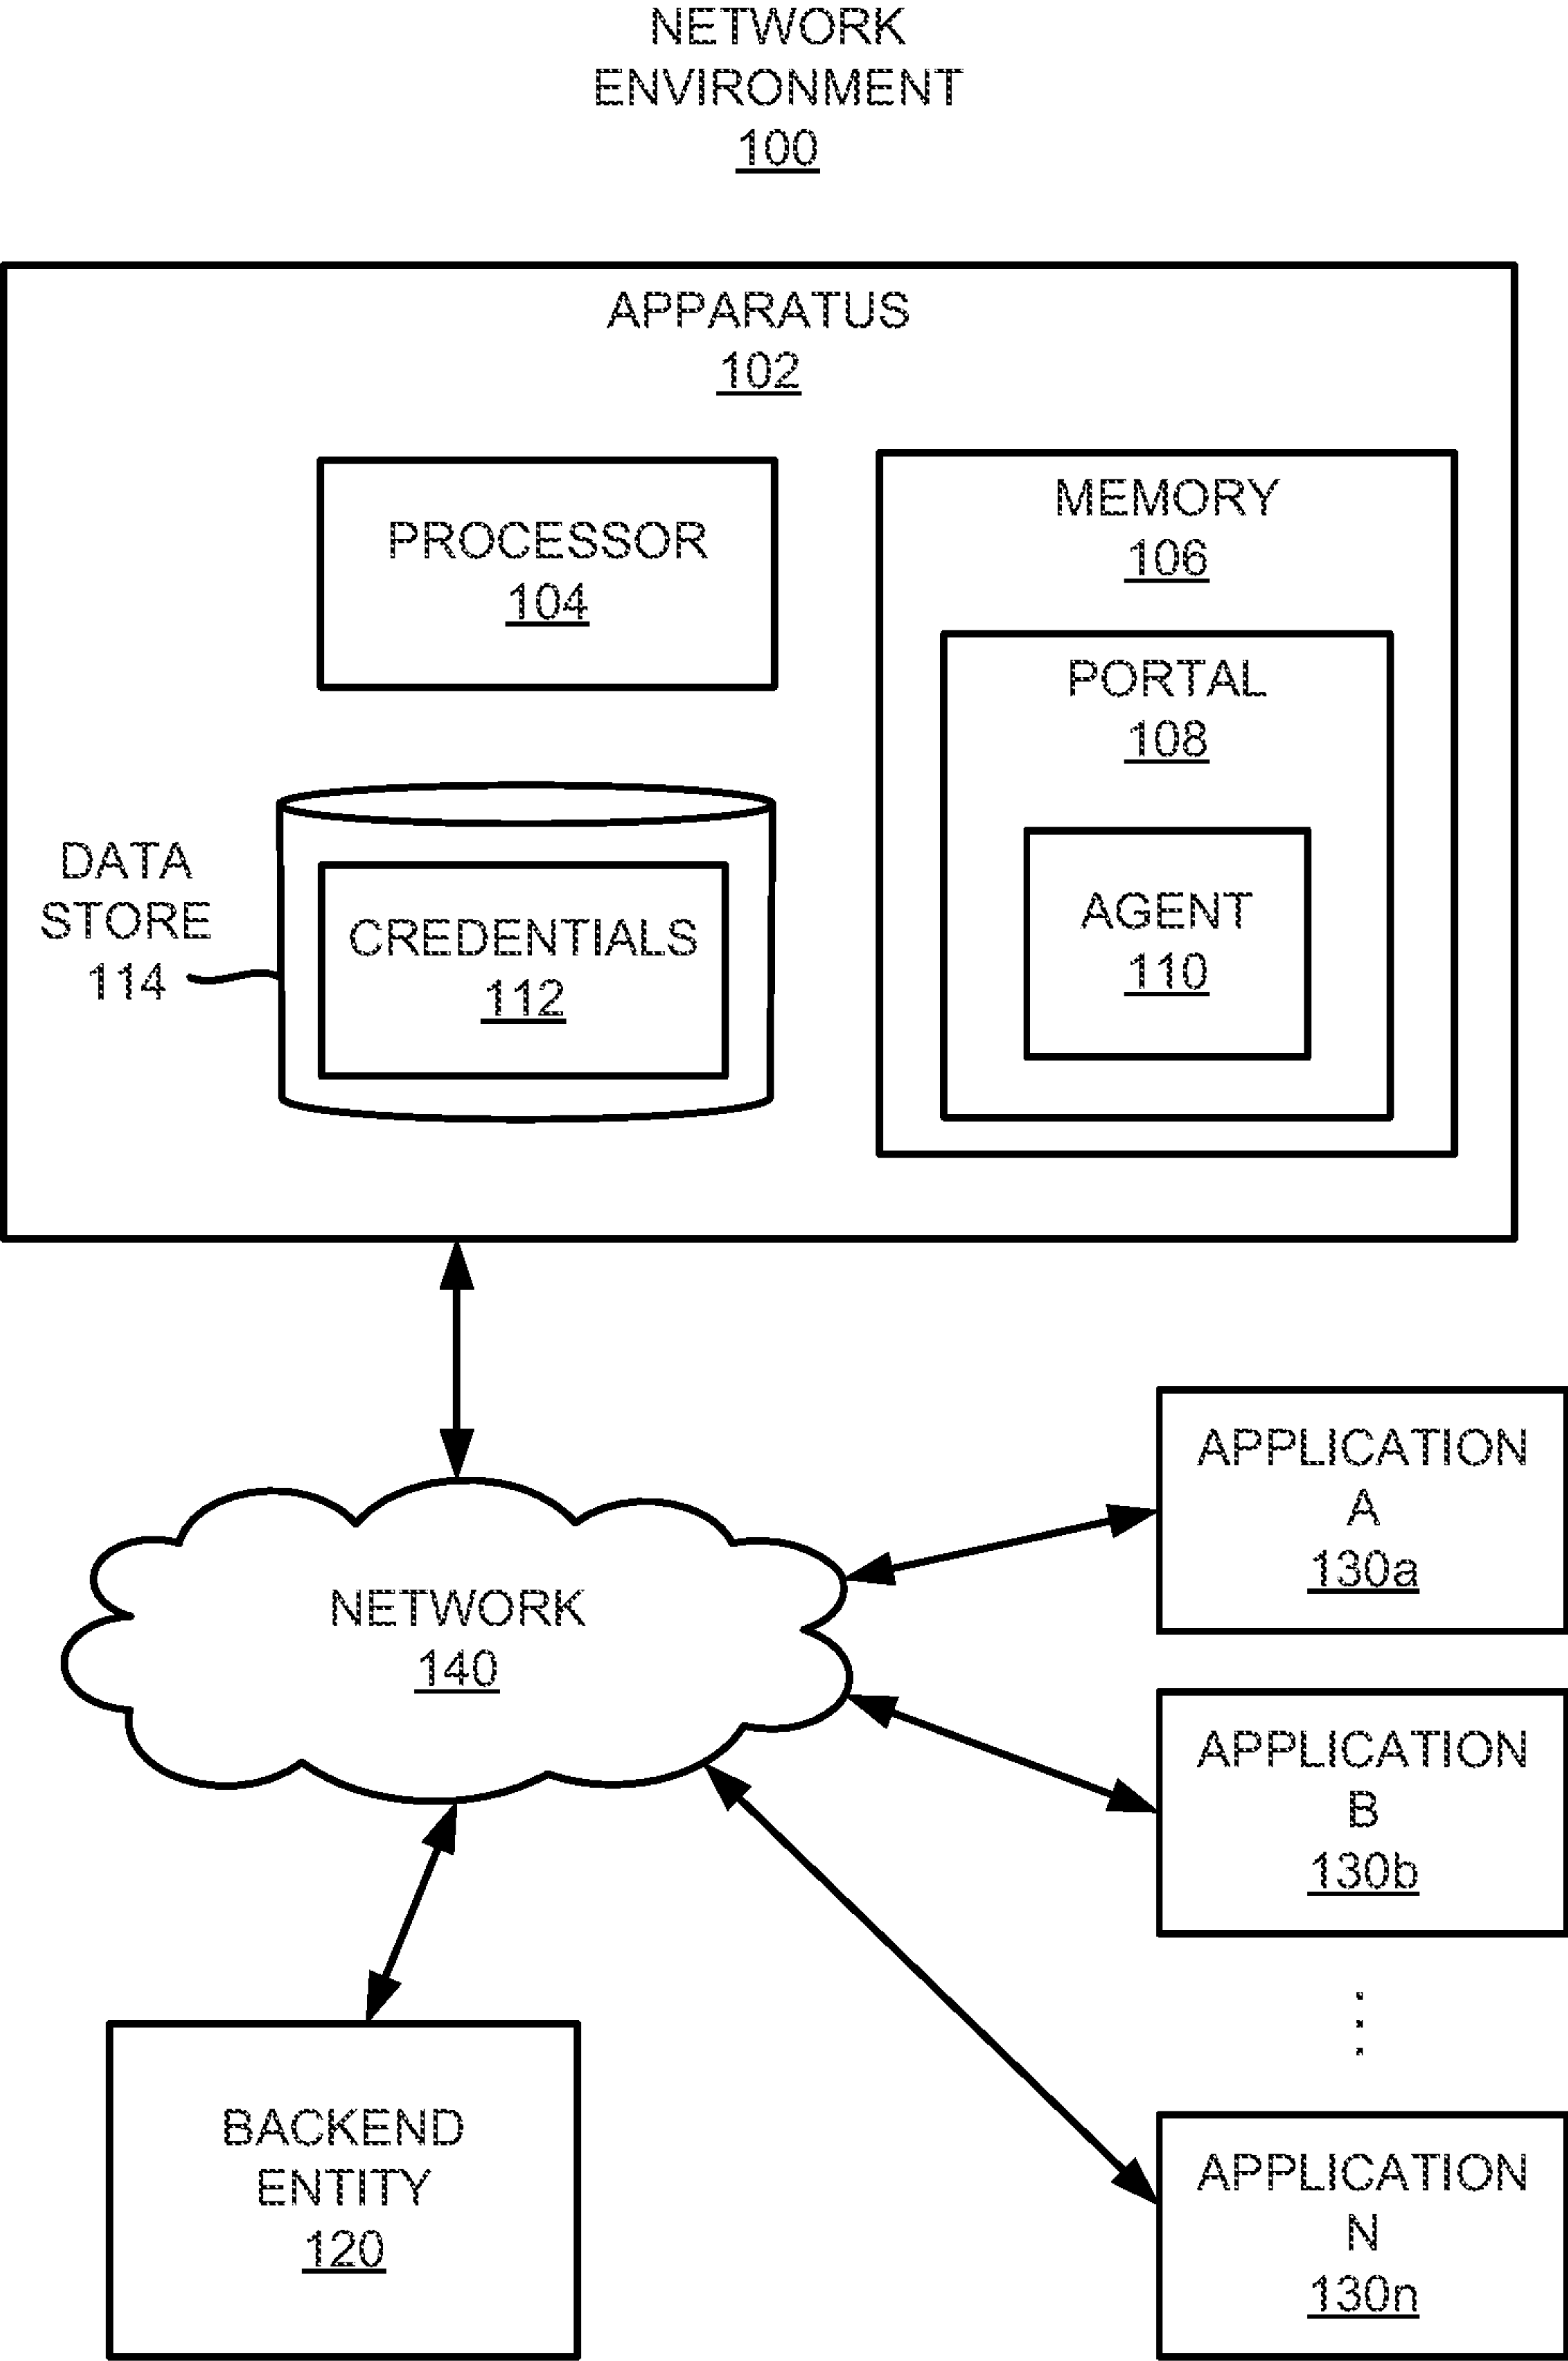 NETWORK
ENVIRONMENT
100
APPARATUS
102
PROCESSOR
104
MEMORY
106
PORTAL
108
AGENT
110
DATA
STORE
114
CREDENTIALS
112
NETWORK
140
APPLICATION
A
130a
APPLICATION
B
130b
BACKEND
ENTITY
120
APPLICATION
N
130n